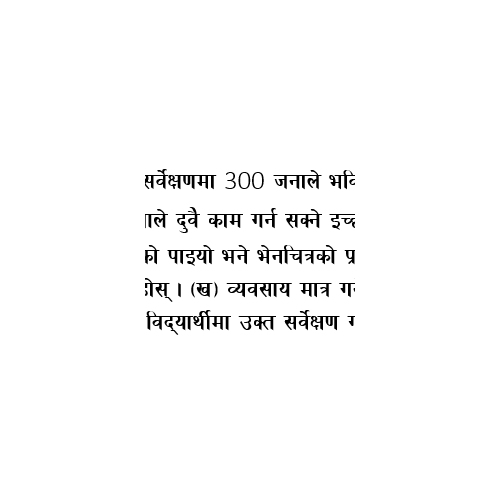 सर्वेक्षणमा 300 जनाले
दुवै काम गर्न सक्ने
पाइयो भने भेनचित्रको
। (ख) व्यवसाय मात्र
विद्यार्थीमा उक्त सर्वेक्षण